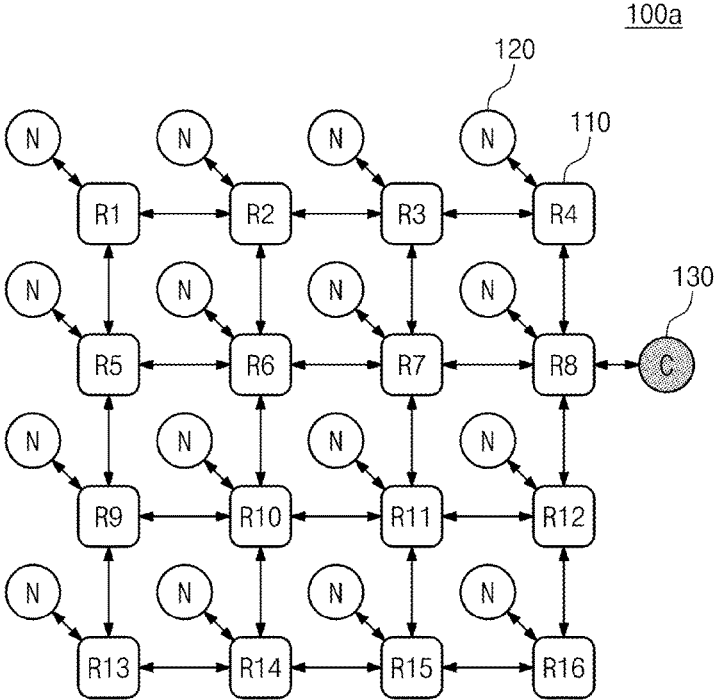 100a
120
N N N N
110
R1 R2 R3 R4
130
N N N N
R5 R6 R7 R8 C
N N N N
R9 R10 R11 R12
N N N N
R13 R14 R15 R16